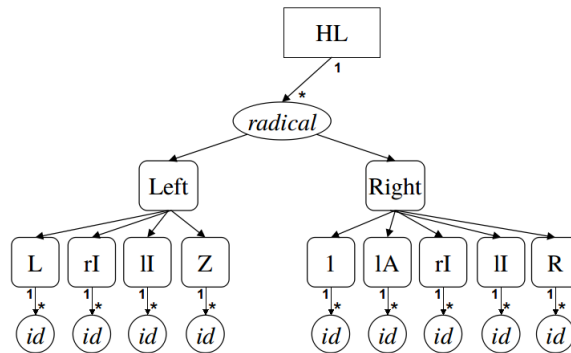 HL
1
*
radical
Left Right
L rI lI Z 1 lA rI lI R
1 1 1 1 1 1 1 1 1
* * * * * * * * *
id id id id id id id id id